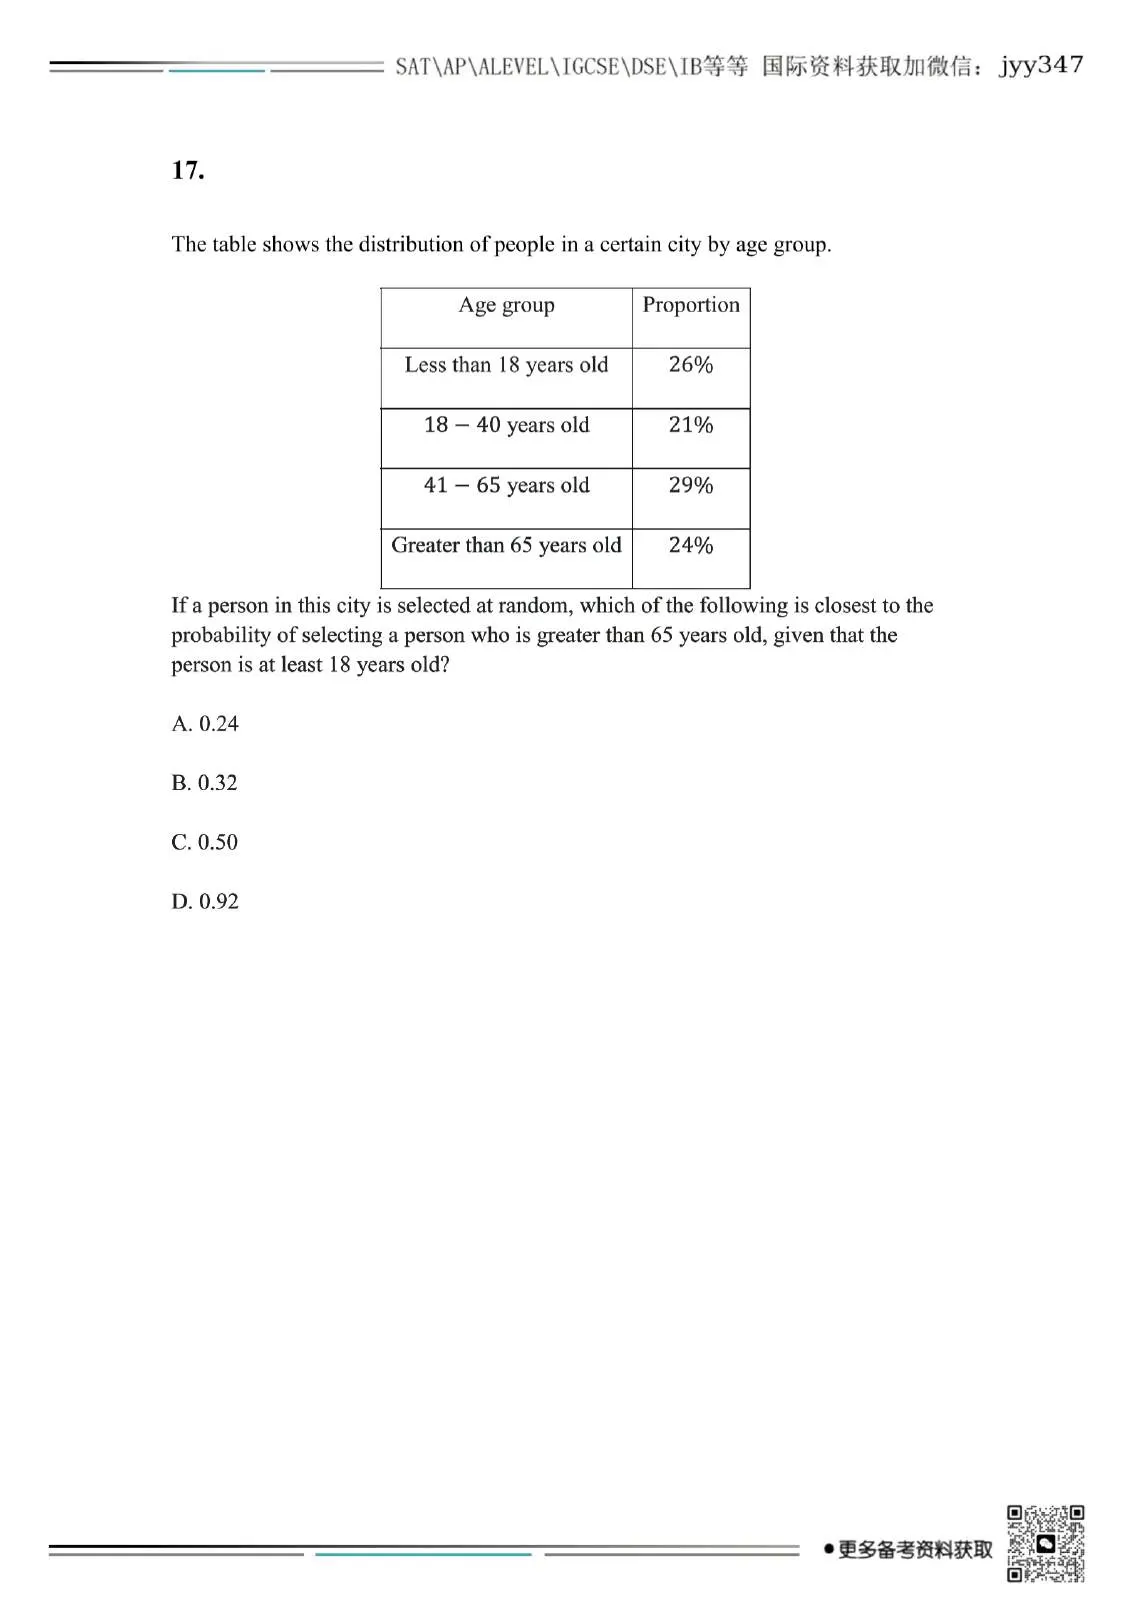 SAT\AP\ALEVEL\IGCSE\DSE\IB等等 国际资料获取加微信：jyy347
17.
The table shows the distribution of people in a certain city by age group.
Age group Proportion
Less than 18 years old 26%
18 – 40 years old 21%
41 – 65 years old 29%
Greater than 65 years old 24%
If a person in this city is selected at random, which of the following is closest to the
probability of selecting a person who is greater than 65 years old, given that the
person is at least 18 years old?
A. 0.24
B. 0.32
C. 0.50
D. 0.92
●更多备考资料获取